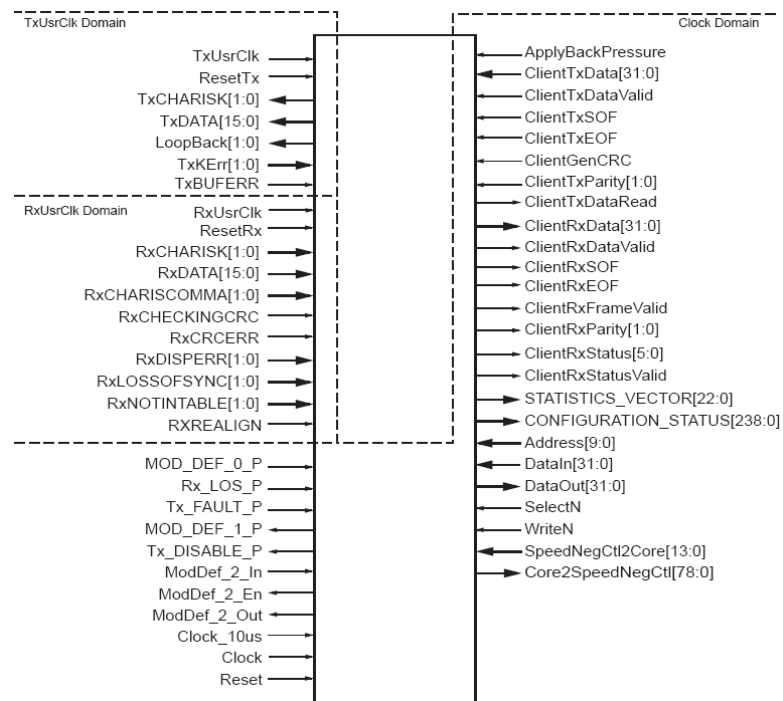 TxUsrClk Domain
TxUsrClk
ResetTx
TxCHARISK[1:0]
TxDATA[15:0]
LoopBack[1:0]
TxKErr[1:0]
TxBUFERR
RxUsrClk Domain
RxUsrClk
ResetRx
RxCHARISK[1:0]
RxDATA[15:0]
RxCHARISCOMMA[1:0]
RxCHECKINGCRC
RxCRCERR
RxDISPERR[1:0]
RxLOSSOFSYNC[1:0]
RxNOTINTABLE[1:0]
RXREALIGN
MOD_DEF_0_P
Rx_LOS_P
Tx_FAULT_P
MOD_DEF_1_P
Tx_DISABLE_P
ModDef_2_In
ModDef_2_En
ModDef_2_Out
Clock_10us
Clock
Reset
Clock Domain
ApplyBackPressure
ClientTxData[31:0]
ClientTxDataValid
ClientTxSOF
ClientTxEOF
ClientGenCRC
ClientTxParity[1:0]
ClientTxDataRead
ClientRxData[31:0]
ClientRxDataValid
ClientRxSOF
ClientRxEOF
ClientRxFrameValid
ClientRxParity[1:0]
ClientRxStatus[5:0]
ClientRxStatusValid
STATISTICS_VECTOR[22:0]
CONFIGURATION_STATUS[238:0]
Address[9:0]
DataIn[31:0]
DataOut[31:0]
SelectN
WriteN
SpeedNegCtl2Core[13:0]
Core2SpeedNegCtl[78:0]